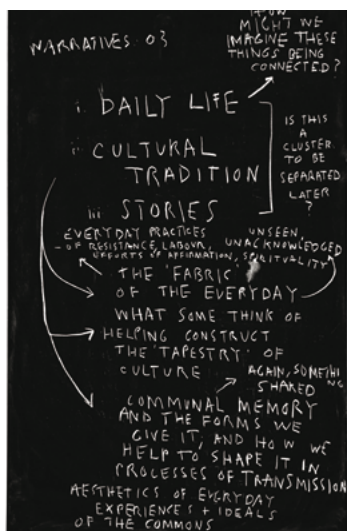 HOW
MIGHT WE
IMAGINE THESE
THINGS BEING
CONNECTED?
NARRATIVES 03
i. DAILY LIFE
ii CULTURAL
TRADITION
iii STORIES
IS THIS
A
CLUSTER
TO BE
SEPARATED
LATER
?
EVERYDAY PRACTICES
- OF RESISTANCE, LABOUR,
EFFORTS OF AFFIRMATION, SPIRITUALITY
UNSEEN,
UNACKNOWLEDGED
THE 'FABRIC'
OF THE EVERYDAY
WHAT SOME THINK OF
HELPING CONSTRUCT
THE 'TAPESTRY' OF
CULTURE
AGAIN, SOMETHING
SHARED
COMMUNAL MEMORY
AND THE FORMS WE
GIVE IT, AND HOW WE
HELP TO SHAPE IT IN
PROCESSES OF TRANSMISSION
AESTHETICS OF EVERYDAY
EXPERIENCES + IDEALS
OF THE COMMONS